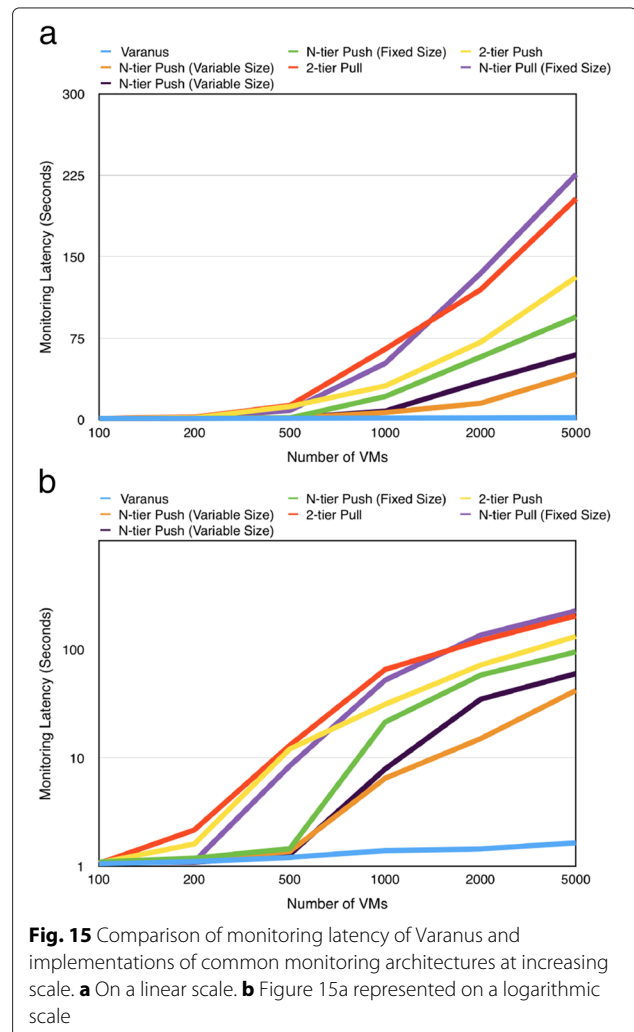 a
Varanus
N-tier Push (Fixed Size)
2-tier Push
N-tier Push (Variable Size)
2-tier Pull
N-tier Pull (Fixed Size)
N-tier Push (Variable Size)
300
225
150
75
0
Monitoring Latency (Seconds)
100 200 500 1000 2000 5000
Number of VMs
b
Varanus
N-tier Push (Fixed Size)
2-tier Push
N-tier Push (Variable Size)
2-tier Pull
N-tier Pull (Fixed Size)
N-tier Push (Variable Size)
100
10
1
Monitoring Latency (Seconds)
100 200 500 1000 2000 5000
Number of VMs
Fig. 15 Comparison of monitoring latency of Varanus and
implementations of common monitoring architectures at increasing
scale. a On a linear scale. b Figure 15a represented on a logarithmic
scale